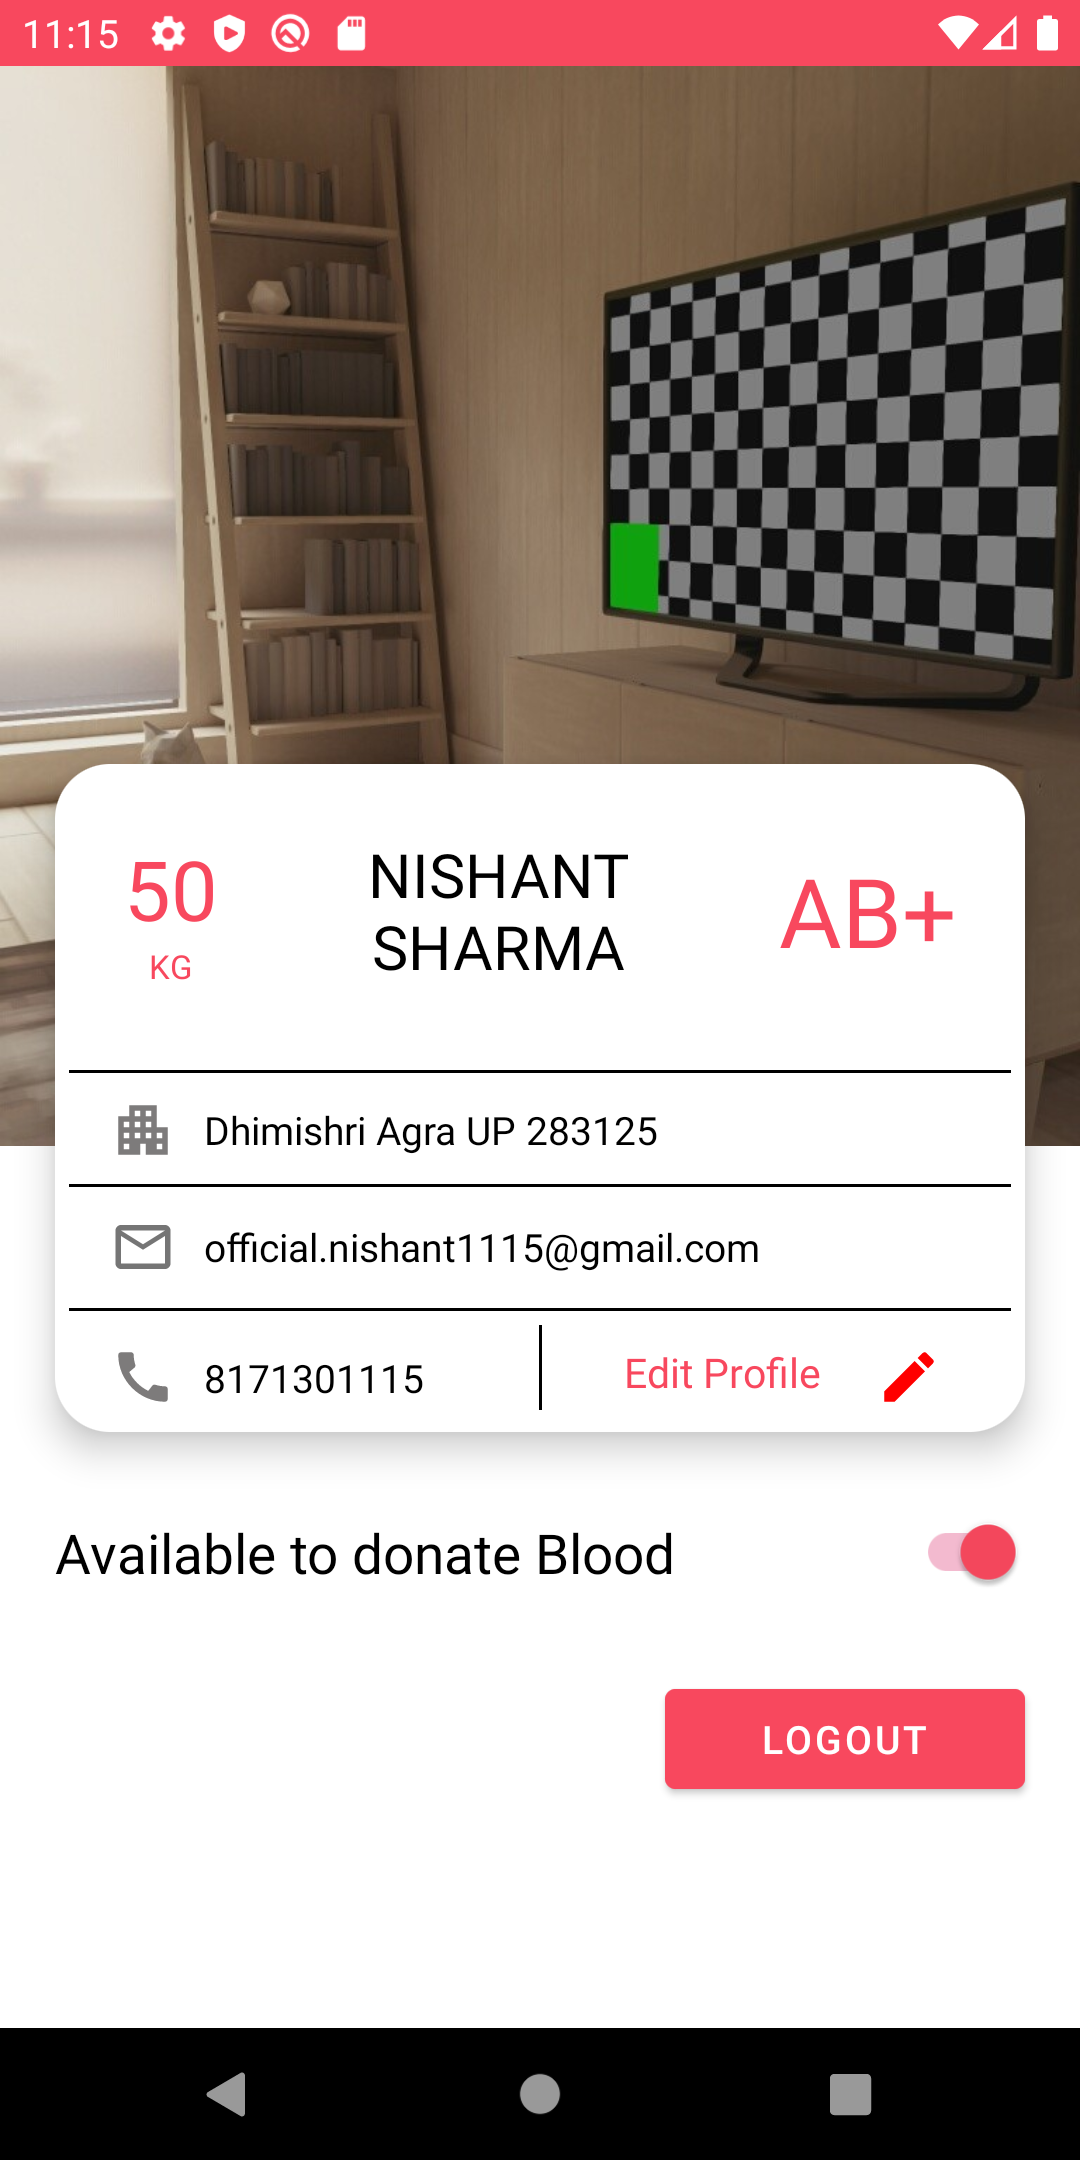 11:15
50
KG
NISHANT
SHARMA
AB+
Dhimishri Agra UP 283125
official.nishant1115@gmail.com
8171301115
Edit Profile
Available to donate Blood
LOGOUT